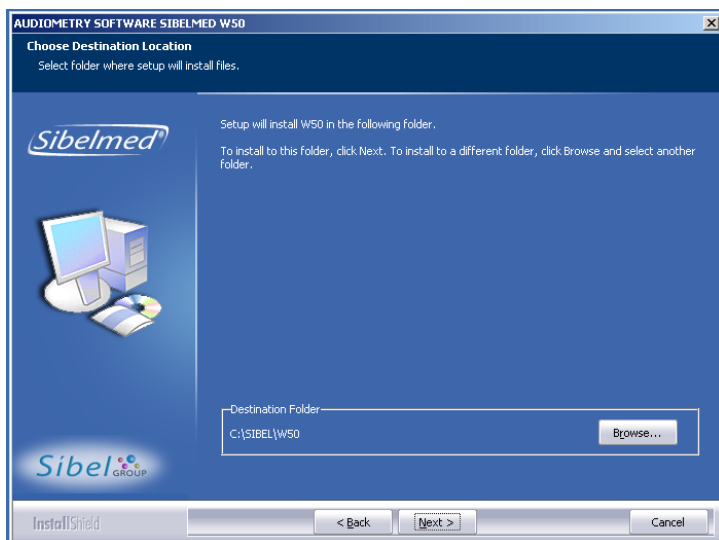 AUDIOMETRY SOFTWARE SIBELMED W50
Choose Destination Location
Select folder where setup will install files.
Sibelmed®
Setup will install W50 in the following folder.
To install to this folder, click Next. To install to a different folder, click Browse and select another
folder.
Destination Folder
C:\SIBEL\W50
Browse...
Sibel GROUP
InstallShield
< Back
Next >
Cancel